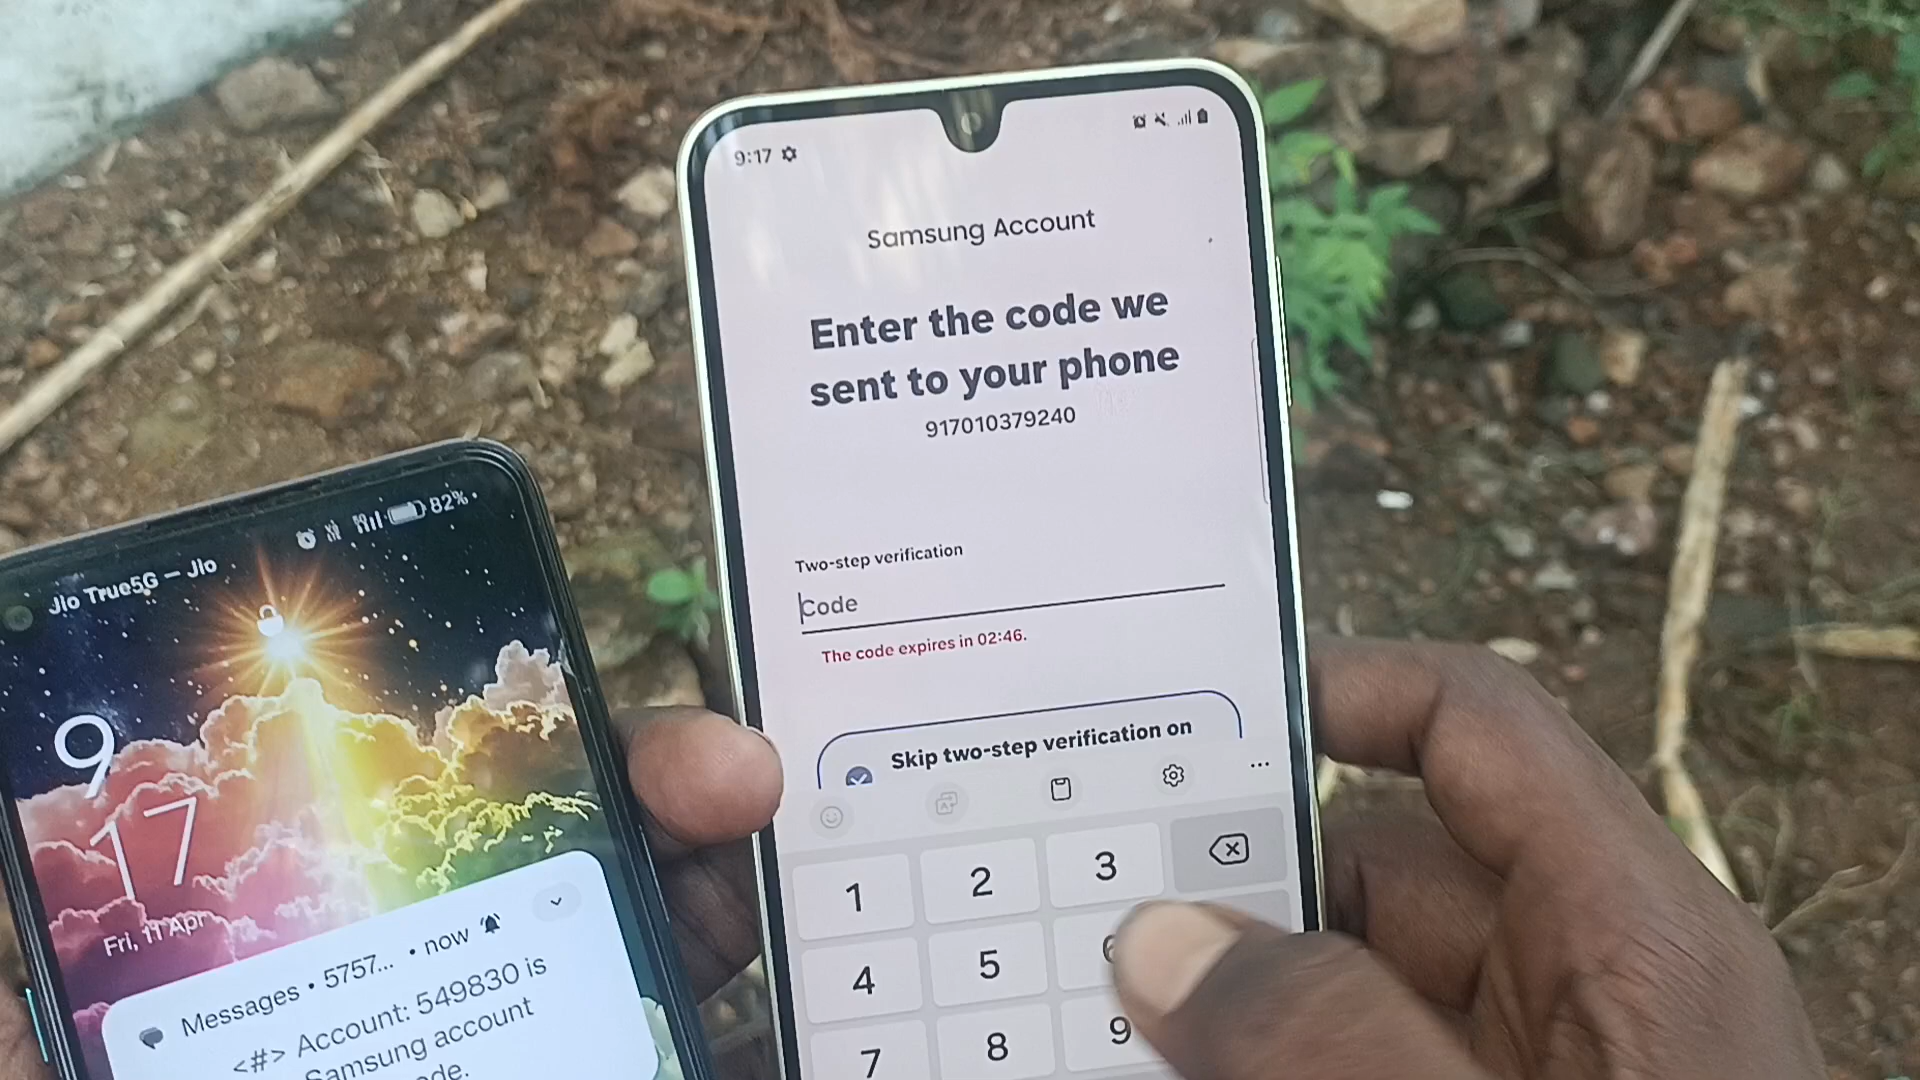 Jio True5G — Jio
82%
9
17
Fri, 11 Apr
Messages • 5757... • now
<#> Account: 549830 is
Samsung account
ode.
9:17
Samsung Account
Enter the code we
sent to your phone
917010379240
Two-step verification
Code
The code expires in 02:46.
Skip two-step verification on
1 2 3
4 5 6
7 8 9